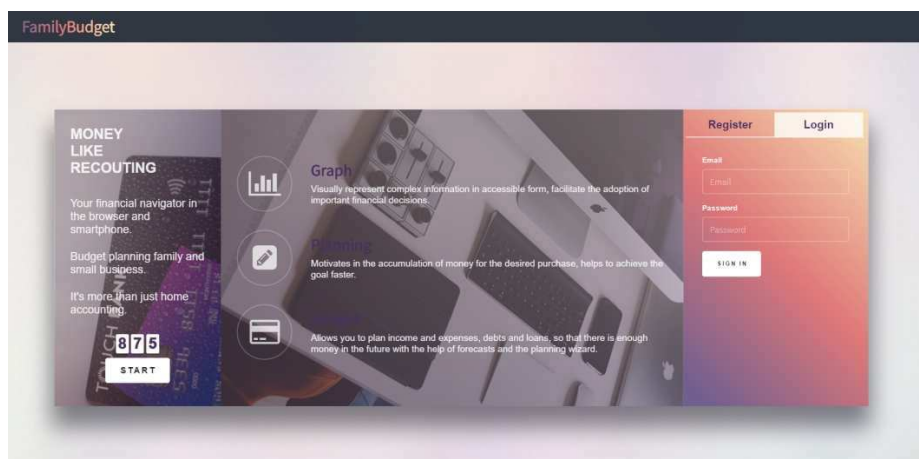 FamilyBudget
MONEY
LIKE
RECOUTING
Your financial navigator in
the browser and
smartphone.
Budget planning family and
small business.
It's more than just home
accounting.
875
START
Graph
Visually represent complex information in accessible form, facilitate the adoption of
important financial decisions.
Planning
Motivates in the accumulation of money for the desired purchase, helps to achieve the
goal faster.
Allows you to plan income and expenses, debts and loans, so that there is enough
money in the future with the help of forecasts and the planning wizard.
Register
Login
Email
Email
Password
Password
SIGN IN
TOUCH BANK